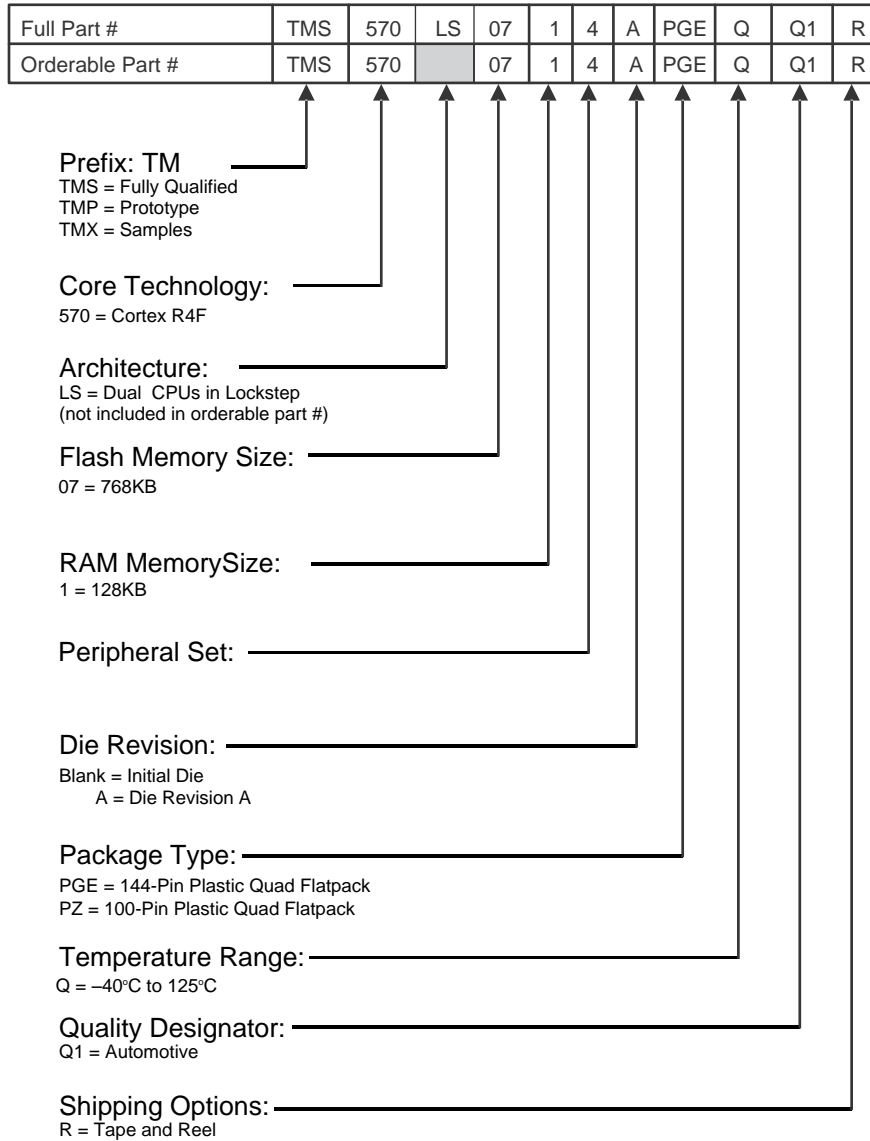 Full Part # TMS 570 LS 07 1 4 A PGE Q Q1 R
Orderable Part # TMS 570 07 1 4 A PGE Q Q1 R
Prefix: TM
TMS = Fully Qualified
TMP = Prototype
TMX = Samples
Core Technology:
570 = Cortex R4F
Architecture:
LS = Dual CPUs in Lockstep
(not included in orderable part #)
Flash Memory Size:
07 = 768KB
RAM MemorySize:
1 = 128KB
Peripheral Set:
Die Revision:
Blank = Initial Die
A = Die Revision A
Package Type:
PGE = 144-Pin Plastic Quad Flatpack
PZ = 100-Pin Plastic Quad Flatpack
Temperature Range:
Q = –40°C to 125°C
Quality Designator:
Q1 = Automotive
Shipping Options:
R = Tape and Reel